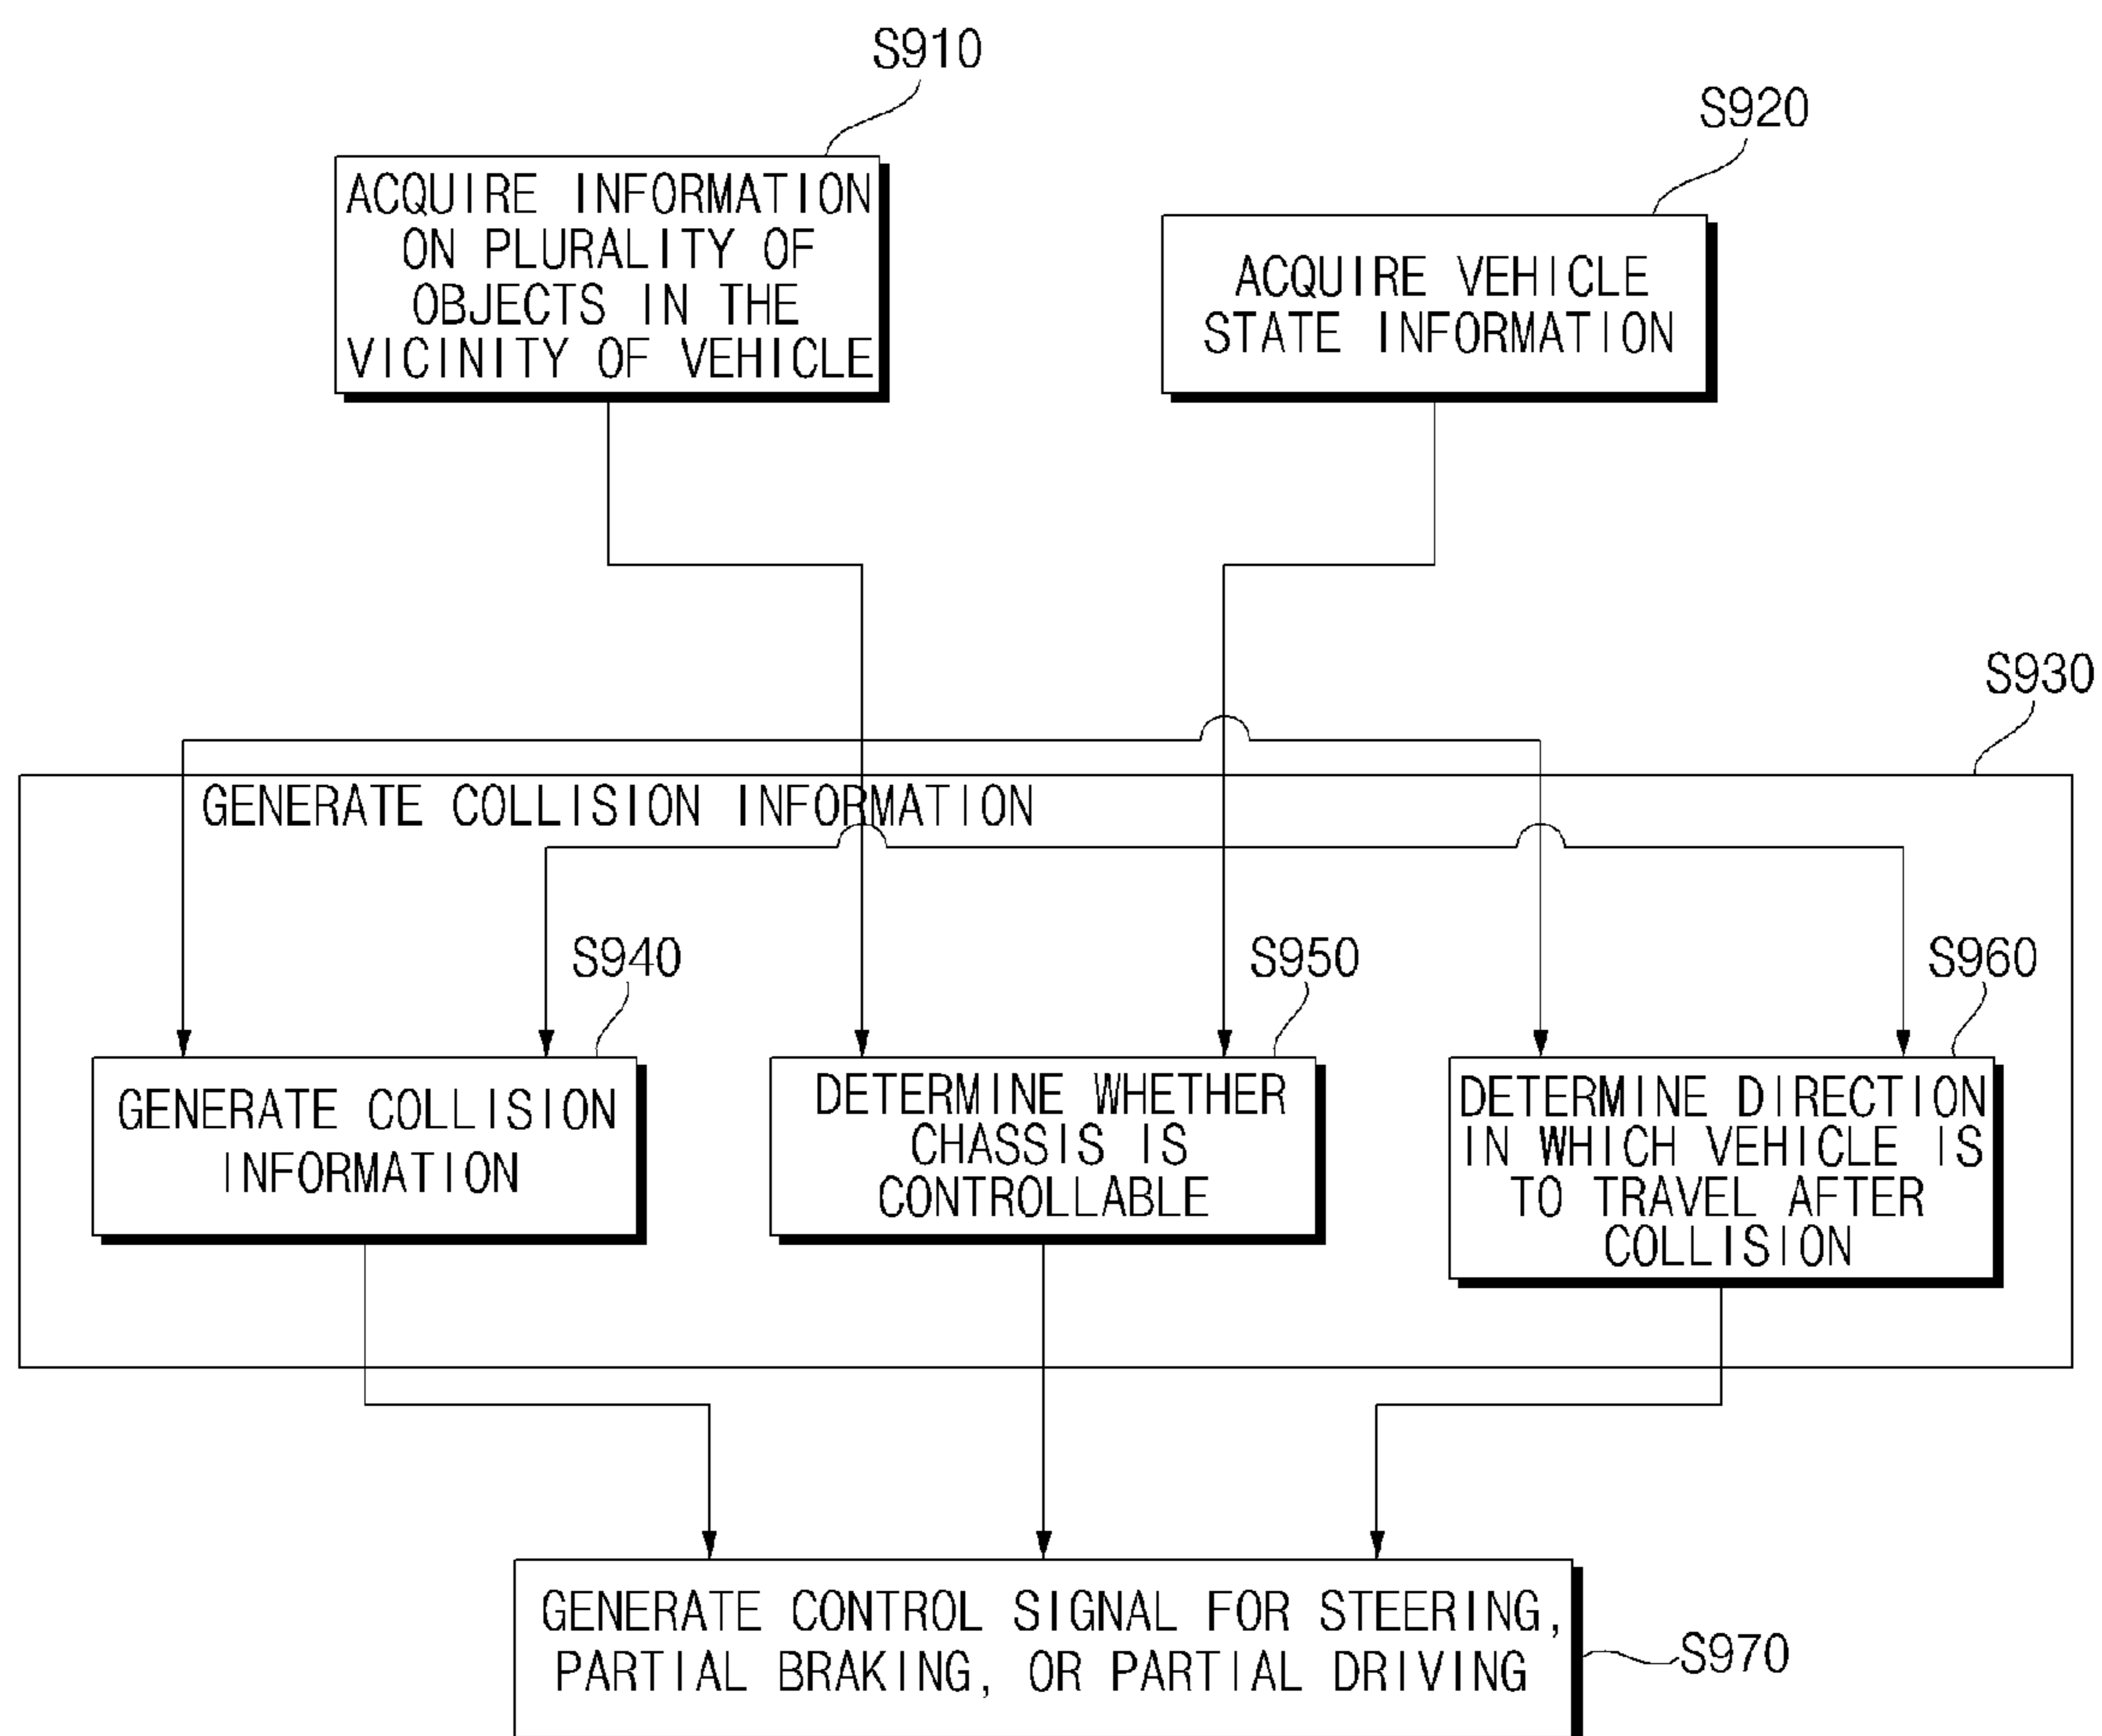 S910
ACQUIRE INFORMATION
ON PLURALITY OF
OBJECTS IN THE
VICINITY OF VEHICLE
S920
ACQUIRE VEHICLE
STATE INFORMATION
S930
GENERATE COLLISION INFORMATION
S940
GENERATE COLLISION
INFORMATION
S950
DETERMINE WHETHER
CHASSIS IS
CONTROLLABLE
S960
DETERMINE DIRECTION
IN WHICH VEHICLE IS
TO TRAVEL AFTER
COLLISION
GENERATE CONTROL SIGNAL FOR STEERING,
PARTIAL BRAKING, OR PARTIAL DRIVING
S970